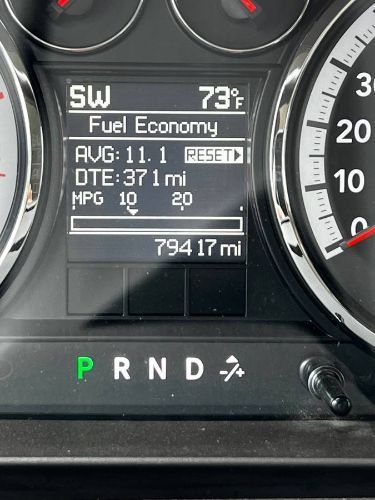 SW 73°F
Fuel Economy
AVG: 11.1 RESET
DTE: 371 mi
MPG 10 20
79417 mi
30
20
10
0
P R N D -/+